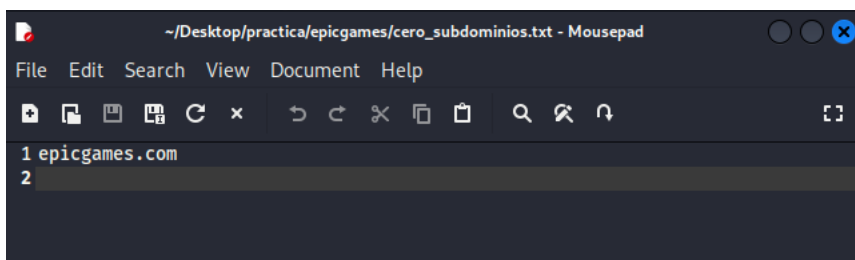 ~/Desktop/practica/epicgames/cero_subdominios.txt - Mousepad
File Edit Search View Document Help
1 epicgames.com
2